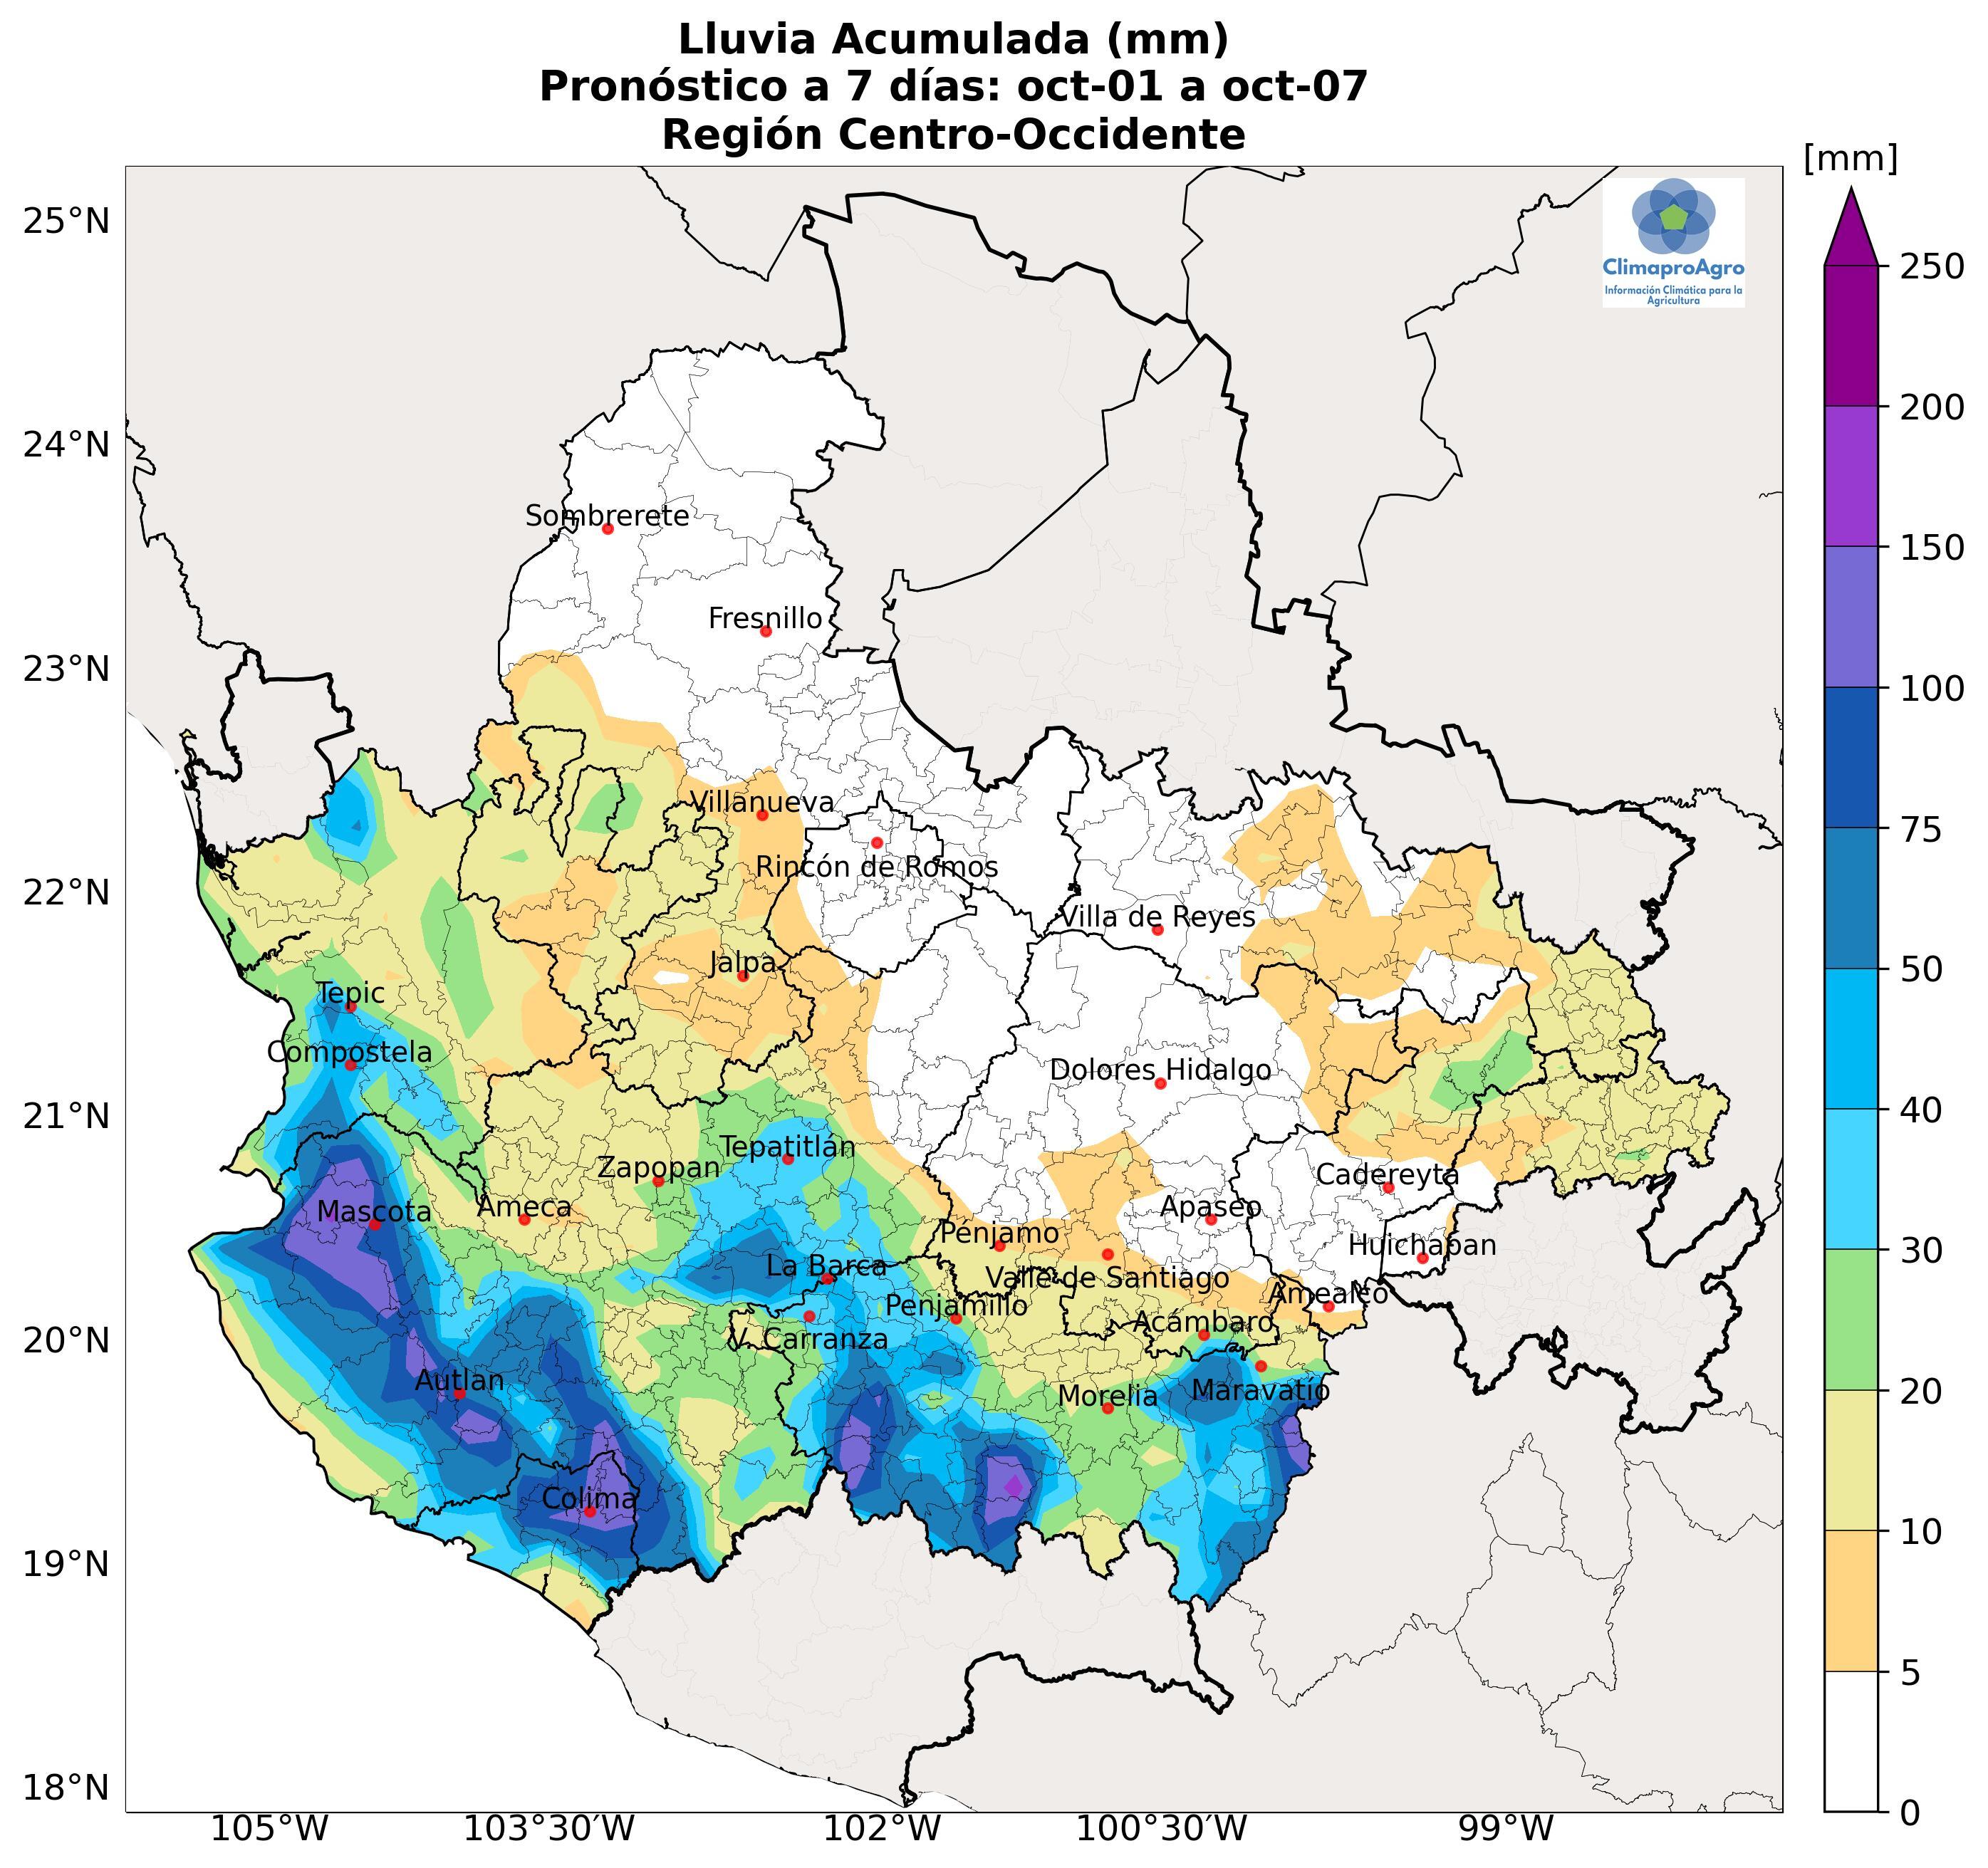 Lluvia Acumulada (mm)
Pronóstico a 7 días: oct-01 a oct-07
Región Centro-Occidente
[mm]
ClimaproAgro
Información Climática para la
Agricultura
25°N
24°N
23°N
22°N
21°N
20°N
19°N
18°N
Sombrerete
Fresnillo
Villanueva
Rincón de Romos
Villa de Reyes
Jalpa
Tepic
Compostela
Dolores Hidalgo
Tepatitlán
Zapopan
Cadereyta
Mascota
Ameca
Apaseo
Pénjamo
Huichapan
La Barca
Valle de Santiago
Amealco
Penjamillo
Acámbaro
V. Carranza
Autlan
Morelia
Maravatío
Colima
105°W
103°30'W
102°W
100°30'W
99°W
250
200
150
100
75
50
40
30
20
10
5
0